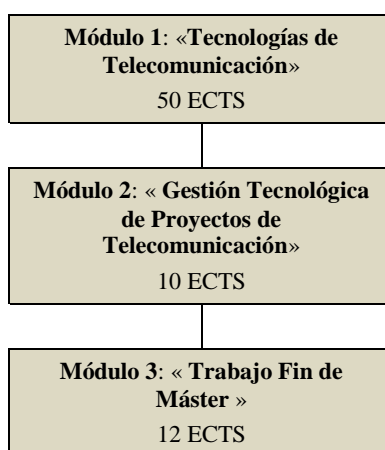 Módulo 1: «Tecnologías de
Telecomunicación»
50 ECTS
Módulo 2: « Gestión Tecnológica
de Proyectos de
Telecomunicación»
10 ECTS
Módulo 3: « Trabajo Fin de
Máster »
12 ECTS